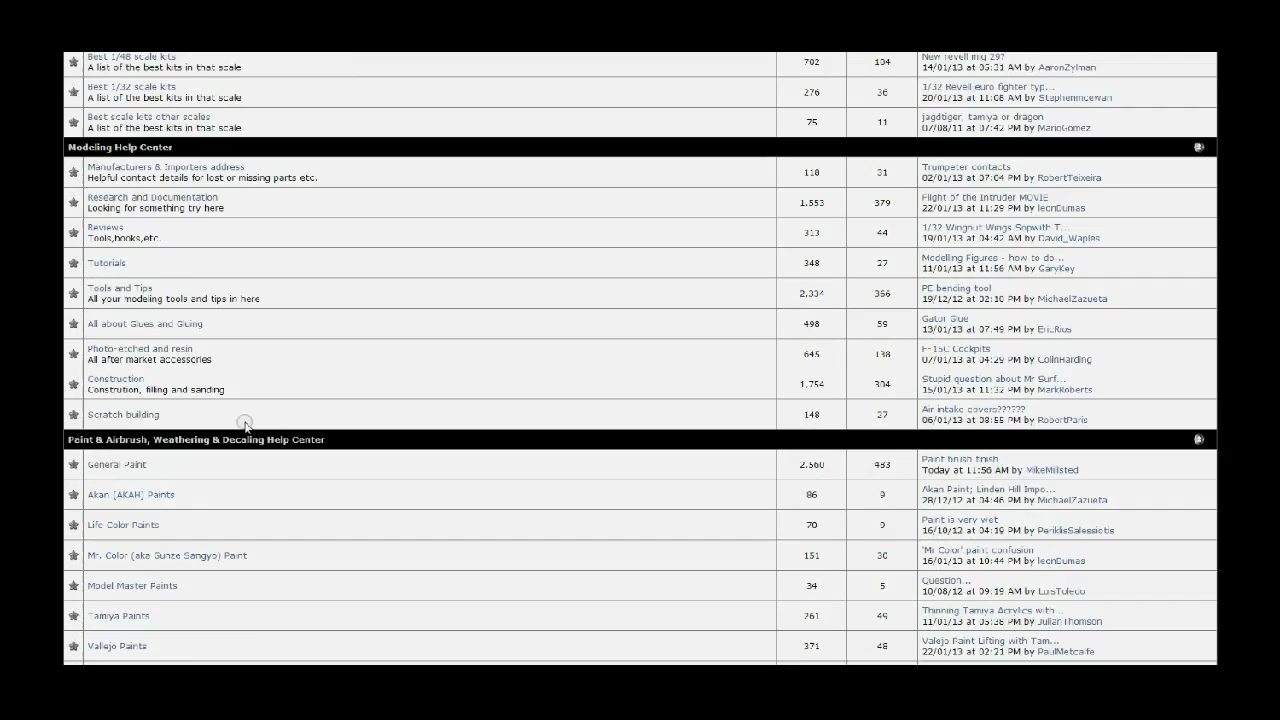 Best 1/48 scale kits
A list of the best kits in that scale
702
104
New revell mig 29?
14/01/13 at 05:31 AM by AaronZylman
Best 1/32 scale kits
A list of the best kits in that scale
276
36
1/32 Revell euro fighter typ...
20/01/13 at 11:08 AM by Stephenmcewan
Best scale kits other scales
A list of the best kits in that scale
75
11
jagdtiger, tamiya or dragon
07/08/11 at 07:42 PM by MarioGomez
Modeling Help Center
Manufacturers & Importers address
Helpful contact details for lost or missing parts etc.
118
31
Trumpeter contacts
02/01/13 at 07:04 PM by RobertTeixeira
Research and Documentation
Looking for something try here
1,553
379
Flight of the Intruder MOVIE
22/01/13 at 11:29 PM by leonDumas
Reviews
Tools,books,etc.
313
44
1/32 Wingnut Wings Sopwith T...
19/01/13 at 04:42 AM by David_Waples
Tutorials
348
27
Modelling Figures - how to do...
11/01/13 at 11:56 AM by GaryKey
Tools and Tips
All your modeling tools and tips in here
2,334
366
PE bending tool
19/12/12 at 02:10 PM by MichaelZazueta
All about Glues and Gluing
498
59
Gator Glue
13/01/13 at 07:49 PM by EricRius
Photo-etched and resin
All after market accessories
645
138
F-15C Cockpits
07/01/13 at 04:29 PM by ColinHarding
Construction
Constrution, filling and sanding
1,754
304
Stupid question about Mr Surf...
15/01/13 at 11:32 PM by MarkRoberts
Scratch building
148
27
Air intake covers??????
06/01/13 at 08:55 PM by RobertParis
Paint & Airbrush, Weathering & Decaling Help Center
General Paint
2,560
483
Paint brush finish
Today at 11:56 AM by MikeMillsted
Akan (AKAH) Paints
86
9
Akan Paint; Linden Hill Impo...
28/12/12 at 04:46 PM by MichaelZazueta
Life Color Paints
70
9
Paint is very wet
16/10/12 at 04:19 PM by PeriklisSalessiotis
Mr. Color (aka Gunze Sangyo) Paint
151
30
'Mr Color' paint confusion
16/01/13 at 10:44 PM by leonDumas
Model Master Paints
34
5
Question...
10/08/12 at 09:19 AM by LuisToledo
Tamiya Paints
261
49
Thinning Tamiya Acrylics with...
11/01/13 at 05:38 PM by JulianThomson
Vallejo Paints
371
48
Valejo Paint Lifting with Tam...
22/01/13 at 02:21 PM by PaulMetcalfe